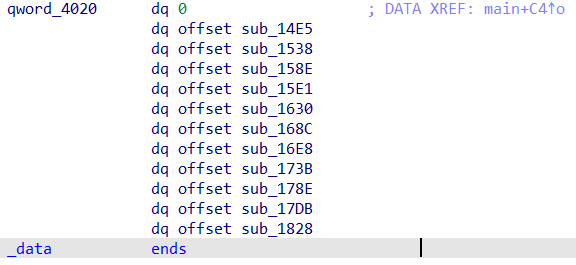 qword_4020 dq 0 ; DATA XREF: main+C4↑o
dq offset sub_14E5
dq offset sub_1538
dq offset sub_158E
dq offset sub_15E1
dq offset sub_1630
dq offset sub_168C
dq offset sub_16E8
dq offset sub_173B
dq offset sub_178E
dq offset sub_17DB
dq offset sub_1828
_data ends